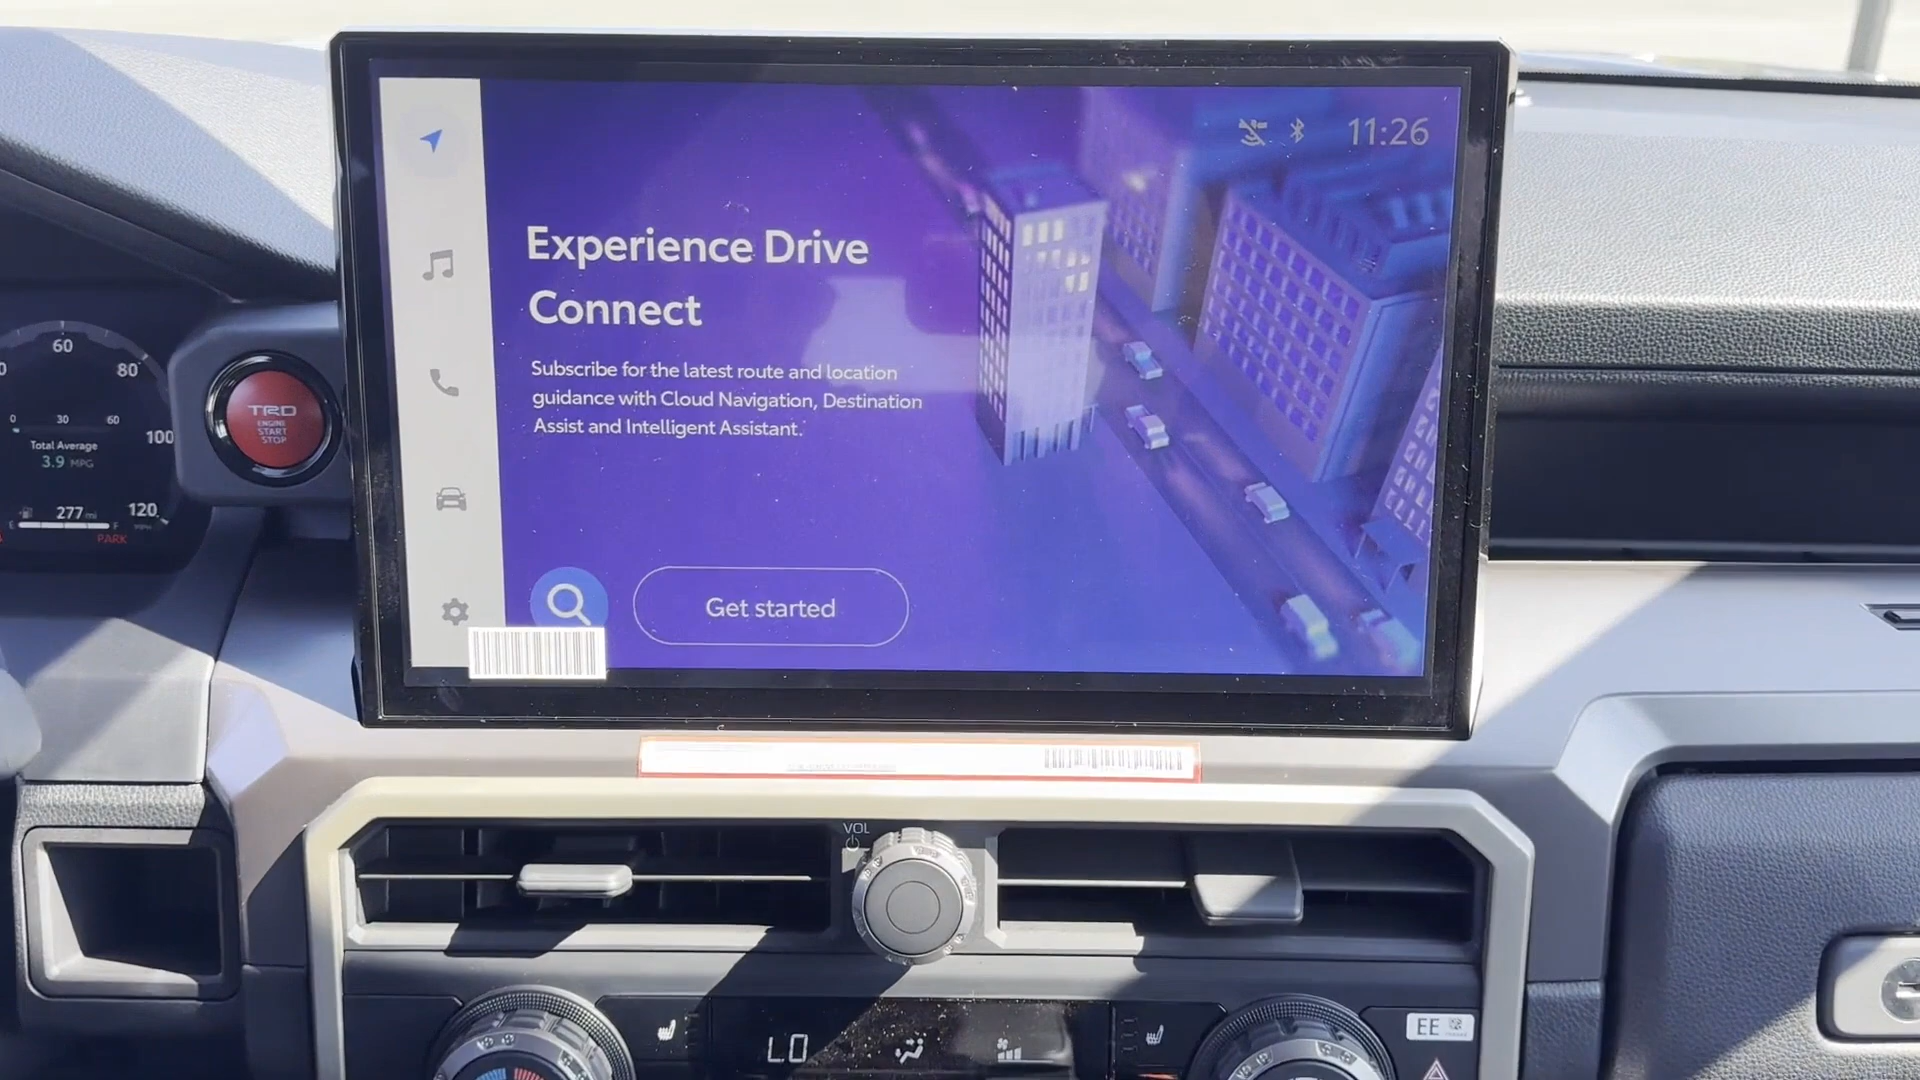 11:26
Experience Drive
Connect
Subscribe for the latest route and location
guidance with Cloud Navigation, Destination
Assist and Intelligent Assistant.
Get started
60
80
100
120
0 30 60
Total Average
3.9 MPG
277 mi
E F
PARK
TRD
ENGINE
START
STOP
VOL
LO
EE